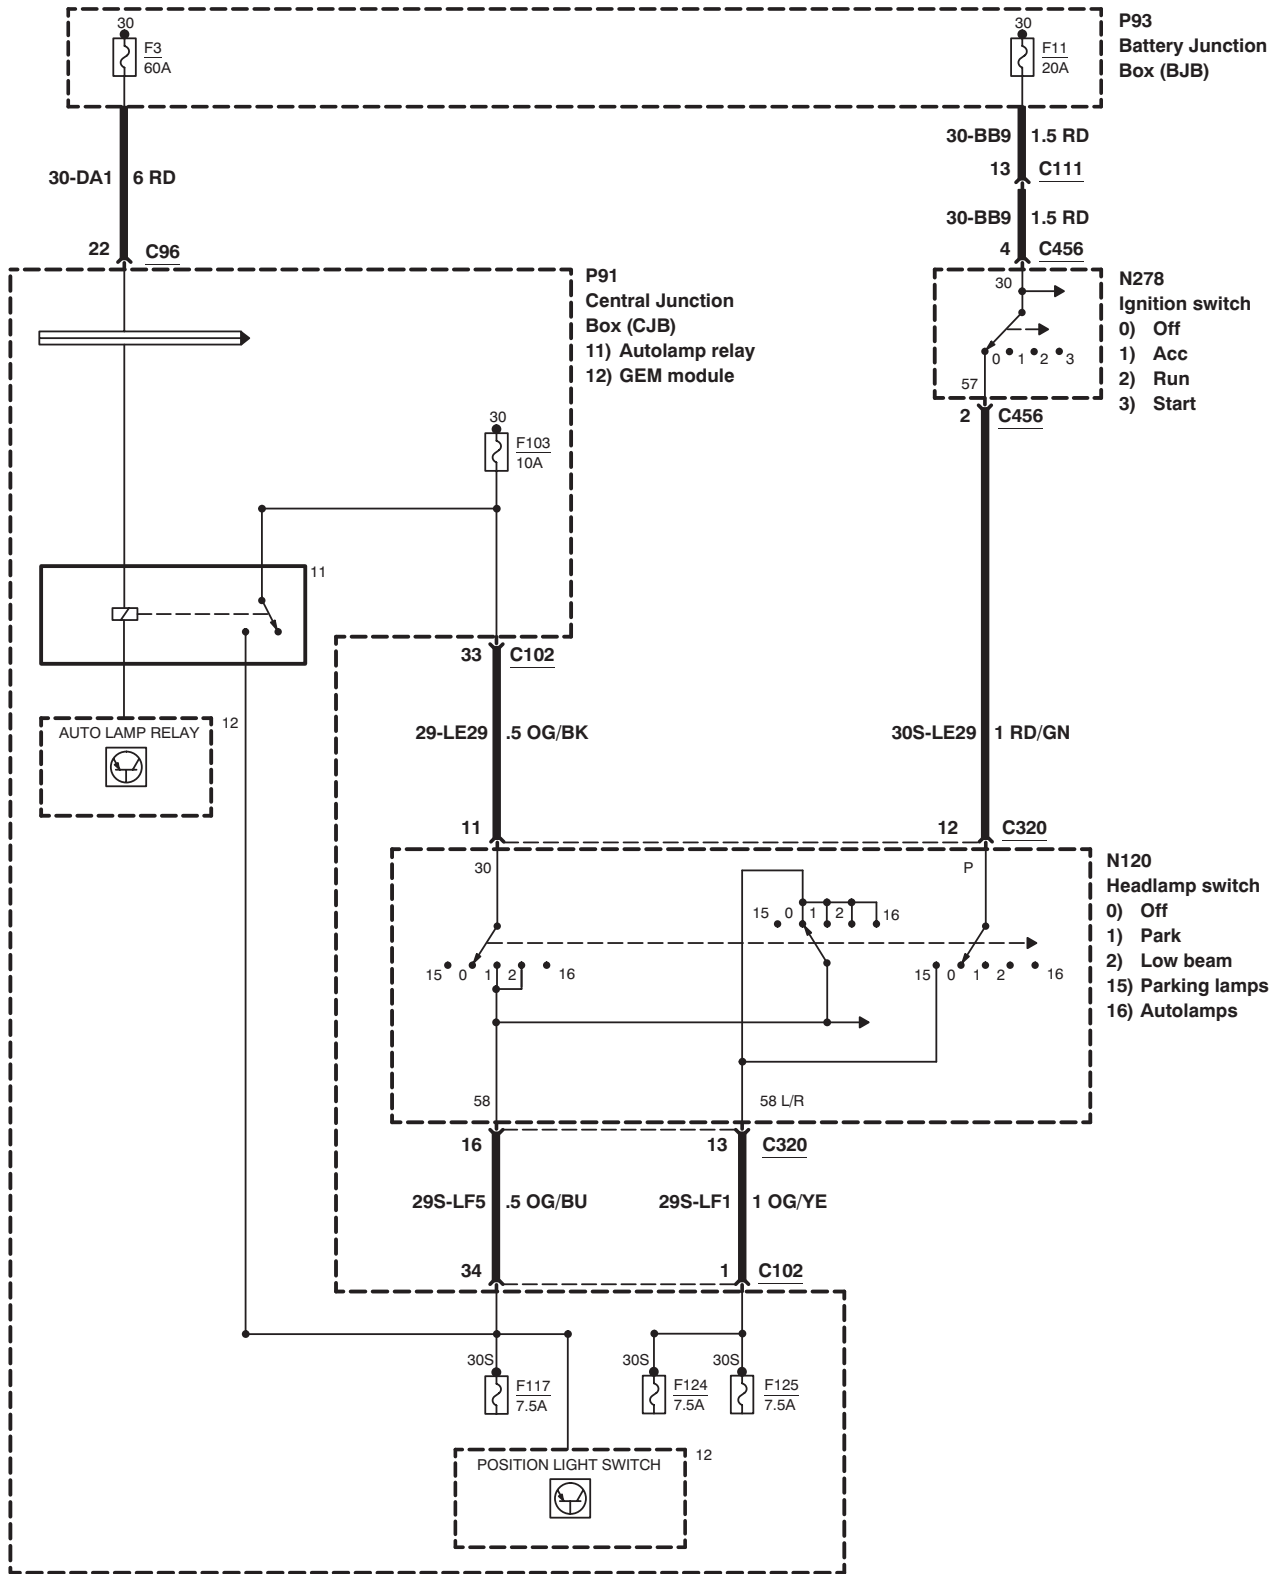 30
F3
60A
30
F11
20A
P93
Battery Junction
Box (BJB)
30-BB9 1.5 RD
13 C111
30-DA1 6 RD
30-BB9 1.5 RD
22 C96
4 C456
P91
Central Junction
Box (CJB)
11) Autolamp relay
12) GEM module
30
0 1 2 3
57
N278
Ignition switch
0) Off
1) Acc
2) Run
3) Start
2 C456
30
F103
10A
11
33 C102
AUTO LAMP RELAY
12
29-LE29 .5 OG/BK
30S-LE29 1 RD/GN
11
12 C320
30
P
15 0 1 2 16
15 0 1 2 16
15 0 1 2 16
N120
Headlamp switch
0) Off
1) Park
2) Low beam
15) Parking lamps
16) Autolamps
58
58 L/R
16
13 C320
29S-LF5 .5 OG/BU
29S-LF1 1 OG/YE
34
1 C102
30S
F117
7.5A
30S
F124
7.5A
30S
F125
7.5A
POSITION LIGHT SWITCH
12